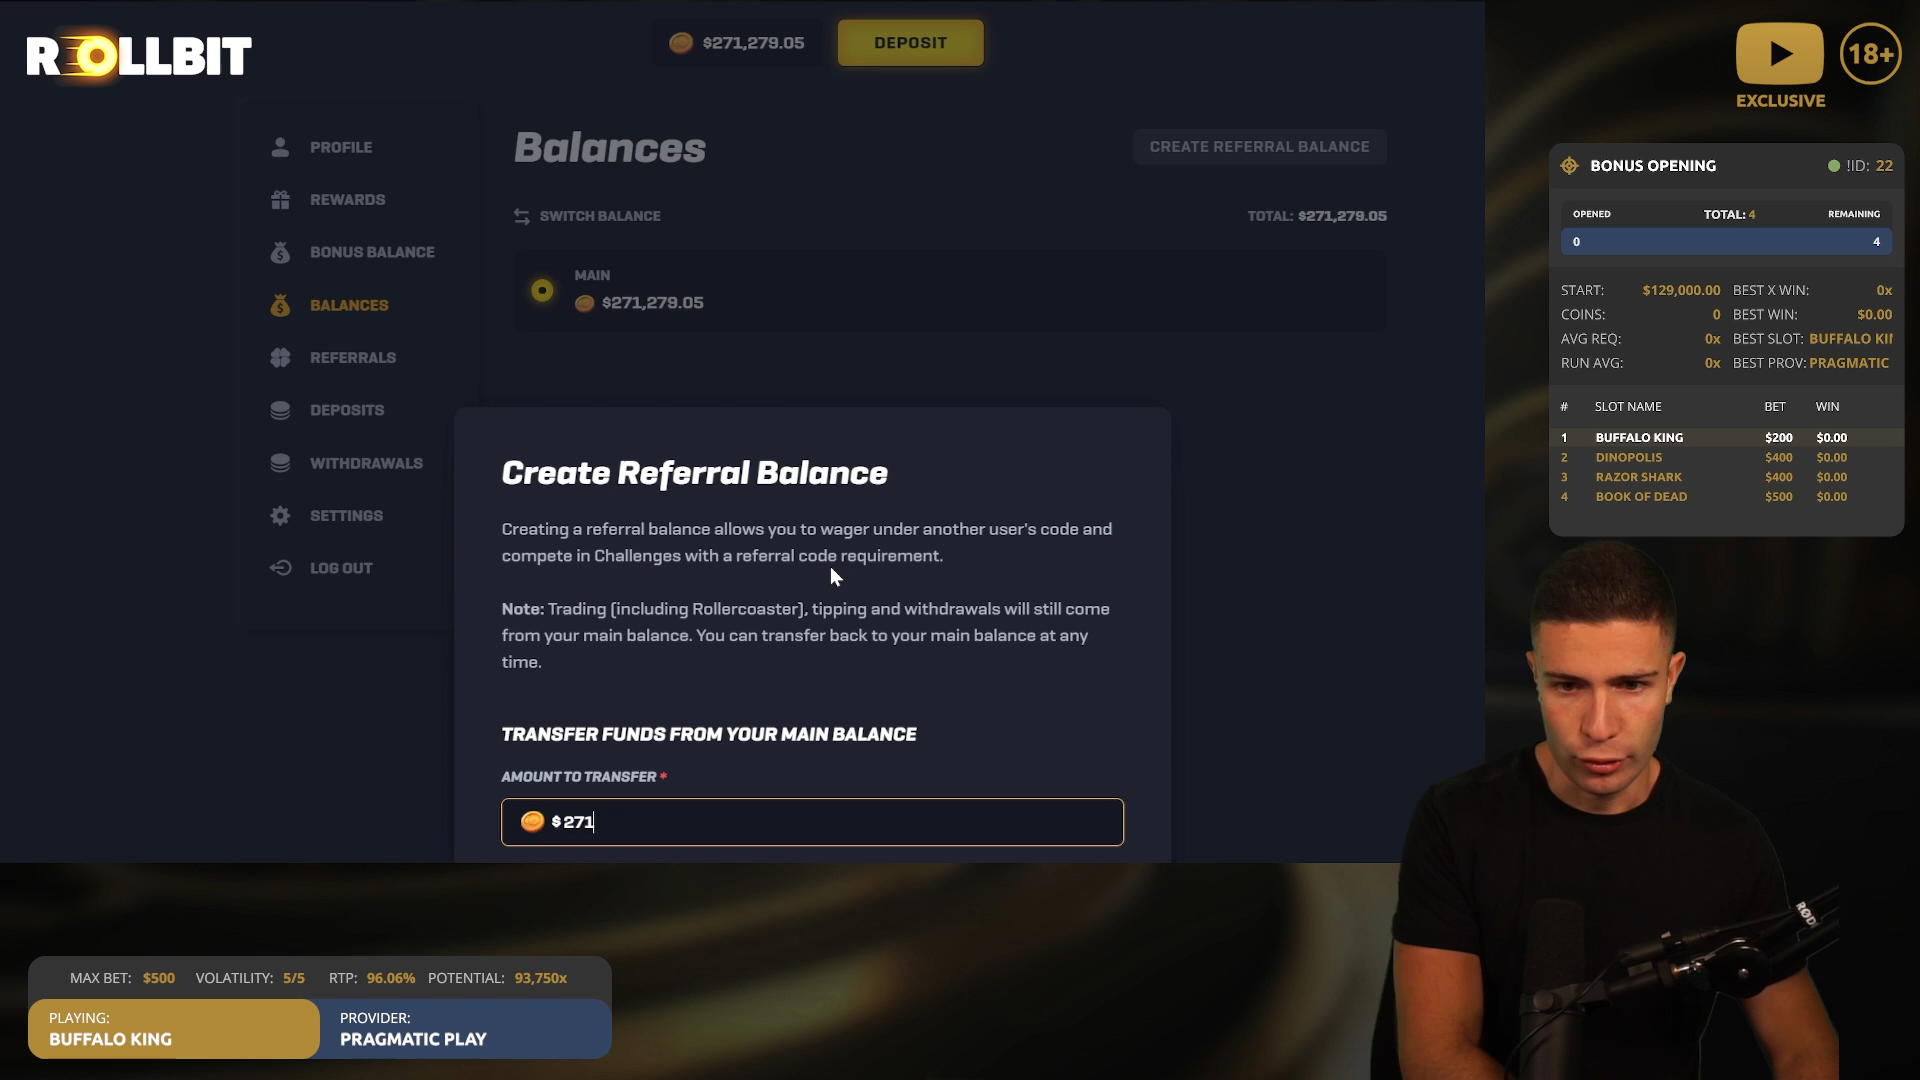 ROLLBIT
$271,279.05
DEPOSIT
EXCLUSIVE
18+
PROFILE
REWARDS
BONUS BALANCE
BALANCES
REFERRALS
DEPOSITS
WITHDRAWALS
SETTINGS
LOG OUT
Balances
CREATE REFERRAL BALANCE
SWITCH BALANCE
TOTAL: $271,279.05
MAIN
$271,279.05
Create Referral Balance
Creating a referral balance allows you to wager under another user's code and
compete in Challenges with a referral code requirement.
Note: Trading (including Rollercoaster), tipping and withdrawals will still come
from your main balance. You can transfer back to your main balance at any
time.
TRANSFER FUNDS FROM YOUR MAIN BALANCE
AMOUNT TO TRANSFER *
$ 271
BONUS OPENING !ID: 22
OPENED TOTAL: 4 REMAINING
0 4
START: $129,000.00 BEST X WIN: 0x
COINS: 0 BEST WIN: $0.00
AVG REQ: 0x BEST SLOT: BUFFALO KI
RUN AVG: 0x BEST PROV: PRAGMATIC
# SLOT NAME BET WIN
1 BUFFALO KING $200 $0.00
2 DINOPOLIS $400 $0.00
3 RAZOR SHARK $400 $0.00
4 BOOK OF DEAD $500 $0.00
RØDE
MAX BET: $500 VOLATILITY: 5/5 RTP: 96.06% POTENTIAL: 93,750x
PLAYING:
BUFFALO KING
PROVIDER:
PRAGMATIC PLAY